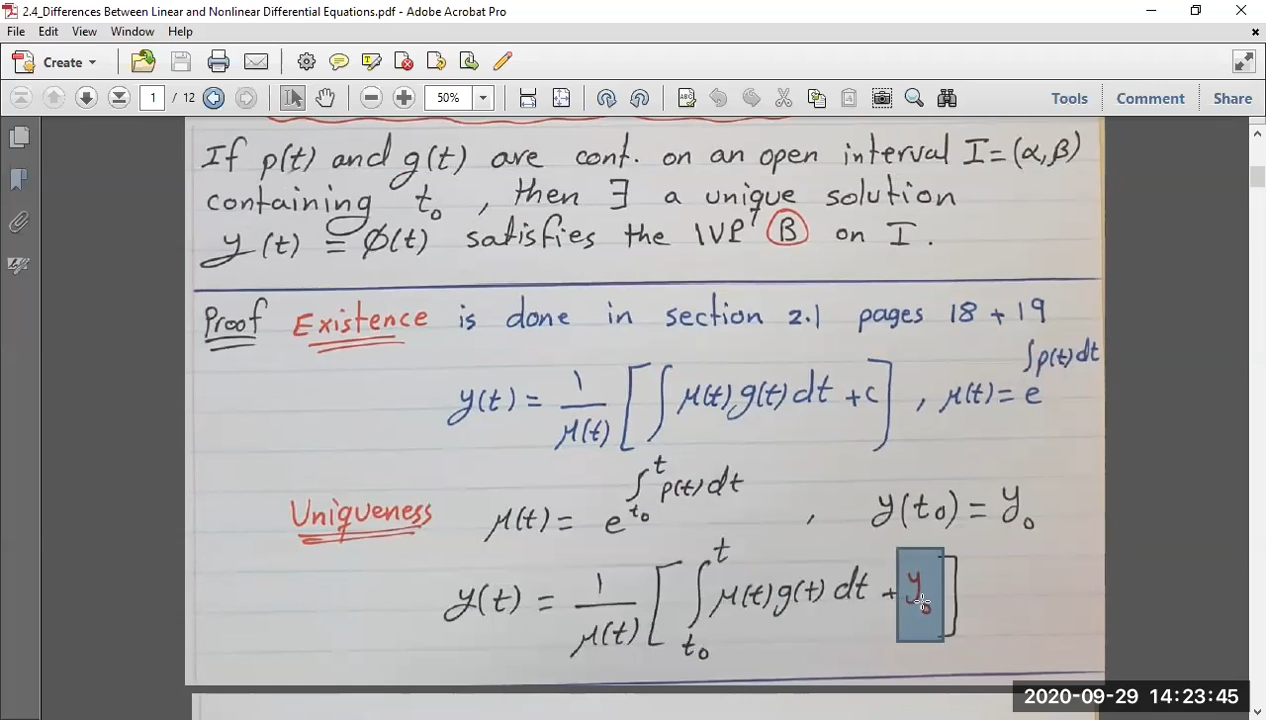 2.4_Differences Between Linear and Nonlinear Differential Equations.pdf - Adobe Acrobat Pro
File Edit View Window Help
Create
1 / 12 50% Tools Comment Share
If p(t) and g(t) are cont. on an open interval I=(α,β)
containing t₀, then ∃ a unique solution
y(t) = φ(t) satisfies the IVP B on I.
Proof Existence is done in section 2.1 pages 18 + 19
y(t) = 1/μ(t) [∫ μ(t)g(t)dt + c], μ(t) = e^∫p(t)dt
Uniqueness μ(t) = e^∫_{t₀}^{t} p(t)dt , y(t₀) = y₀
y(t) = 1/μ(t) [∫_{t₀}^{t} μ(t)g(t) dt + y₀]
2020-09-29 14:23:45